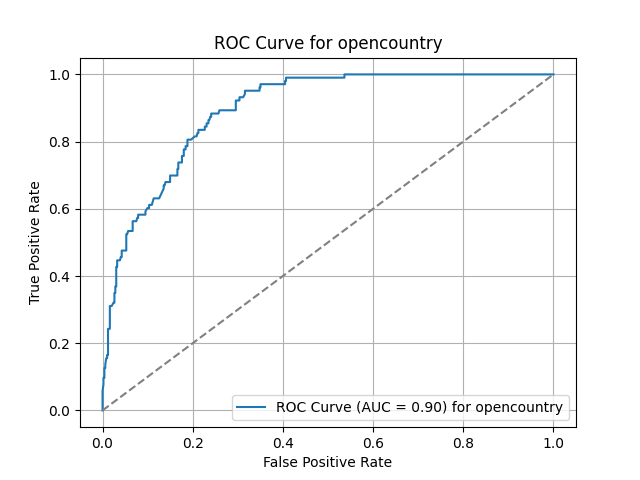 ROC Curve for opencountry
True Positive Rate
1.0
0.8
0.6
0.4
0.2
0.0
ROC Curve (AUC = 0.90) for opencountry
0.0 0.2 0.4 0.6 0.8 1.0
False Positive Rate